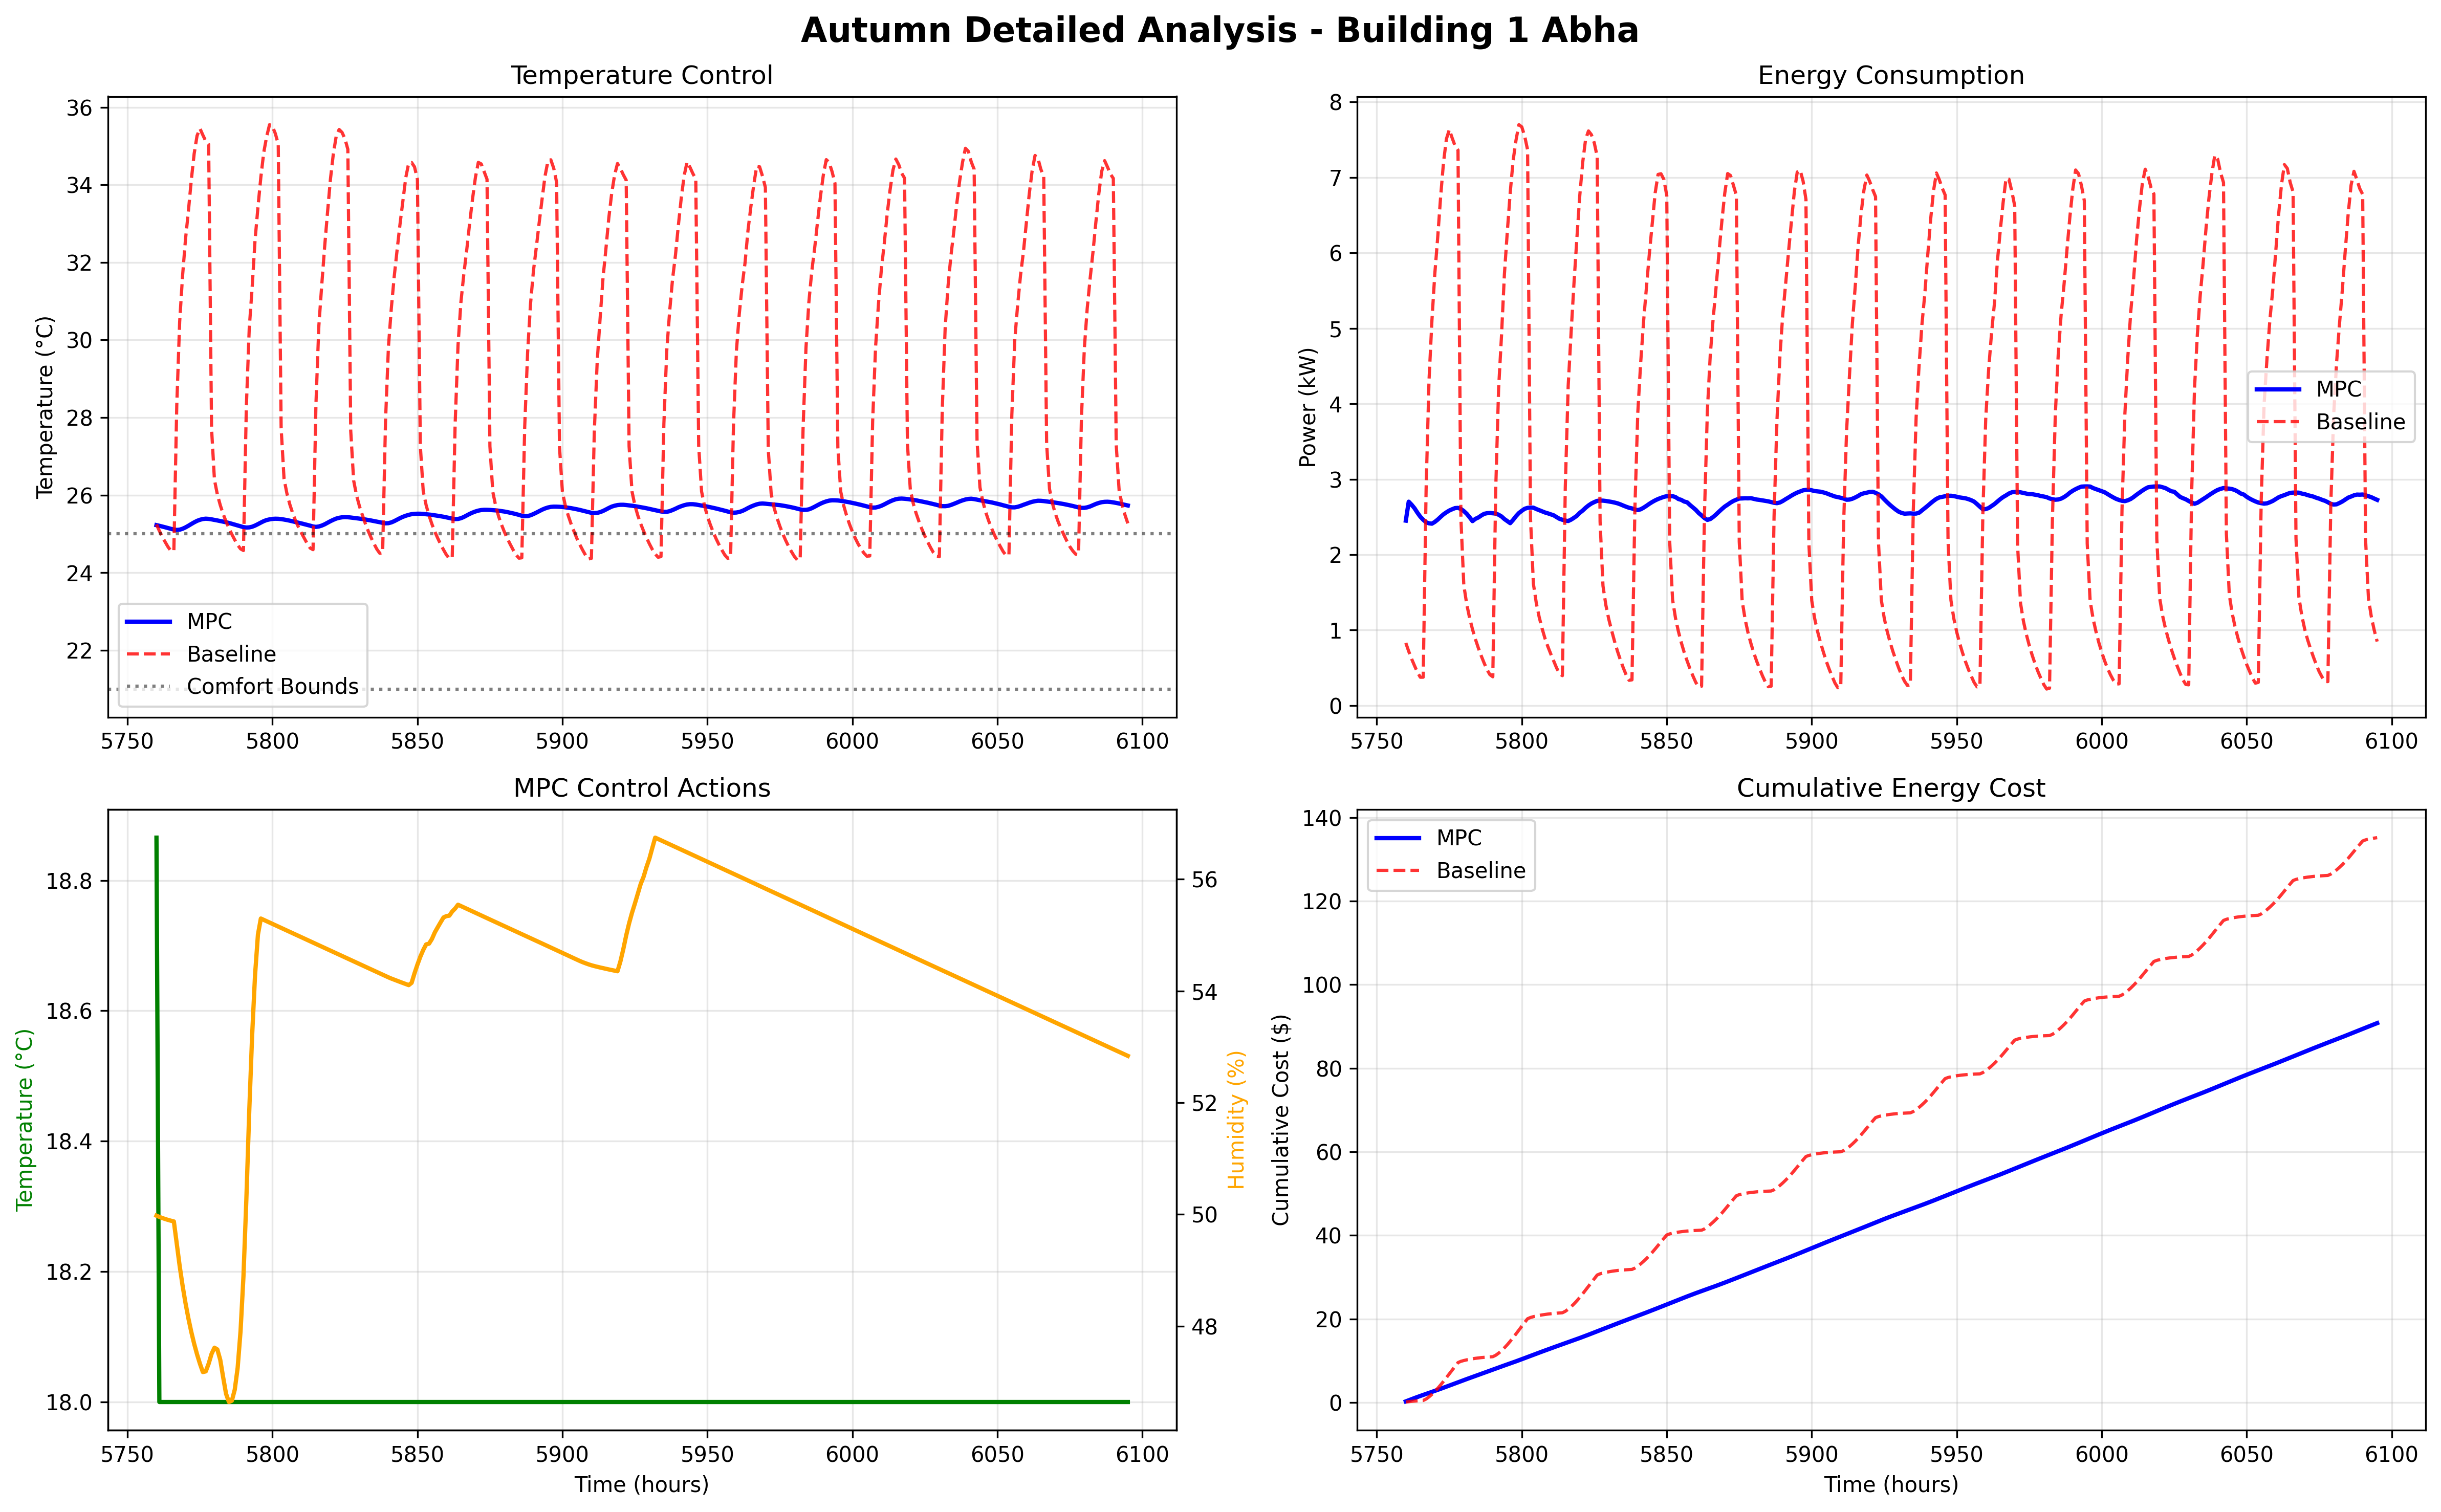 Autumn Detailed Analysis - Building 1 Abha
Temperature Control
Temperature (°C)
36
34
32
30
28
26
24
22
MPC
Baseline
Comfort Bounds
5750 5800 5850 5900 5950 6000 6050 6100
Energy Consumption
Power (kW)
8
7
6
5
4
3
2
1
0
MPC
Baseline
5750 5800 5850 5900 5950 6000 6050 6100
MPC Control Actions
Temperature (°C)
18.8
18.6
18.4
18.2
18.0
56
54
52
50
48
Humidity (%)
5750 5800 5850 5900 5950 6000 6050 6100
Time (hours)
Cumulative Energy Cost
Cumulative Cost ($)
140
120
100
80
60
40
20
0
MPC
Baseline
5750 5800 5850 5900 5950 6000 6050 6100
Time (hours)